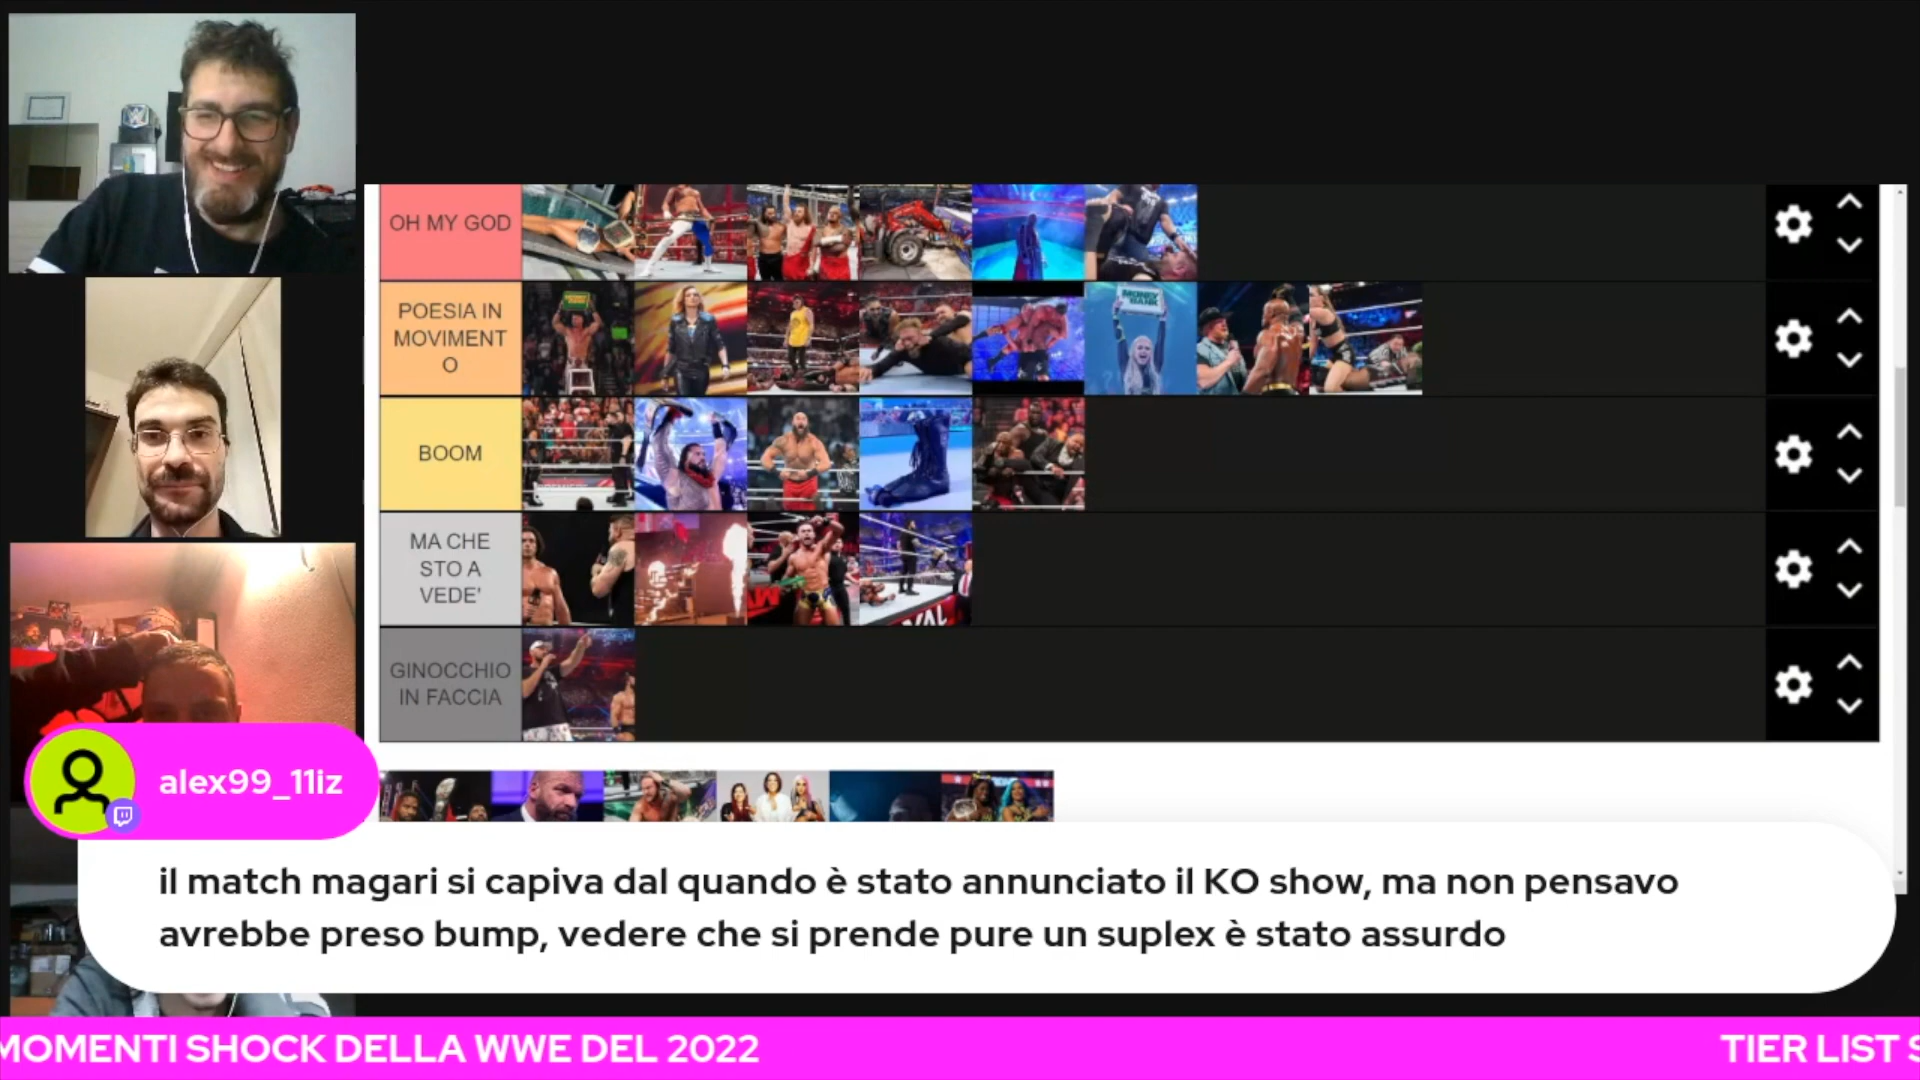 OH MY GOD
POESIA IN
MOVIMENT
O
BOOM
MA CHE
STO A
VEDE'
GINOCCHIO
IN FACCIA
alex99_11iz
il match magari si capiva dal quando è stato annunciato il KO show, ma non pensavo
avrebbe preso bump, vedere che si prende pure un suplex è stato assurdo
MOMENTI SHOCK DELLA WWE DEL 2022
TIER LIST S